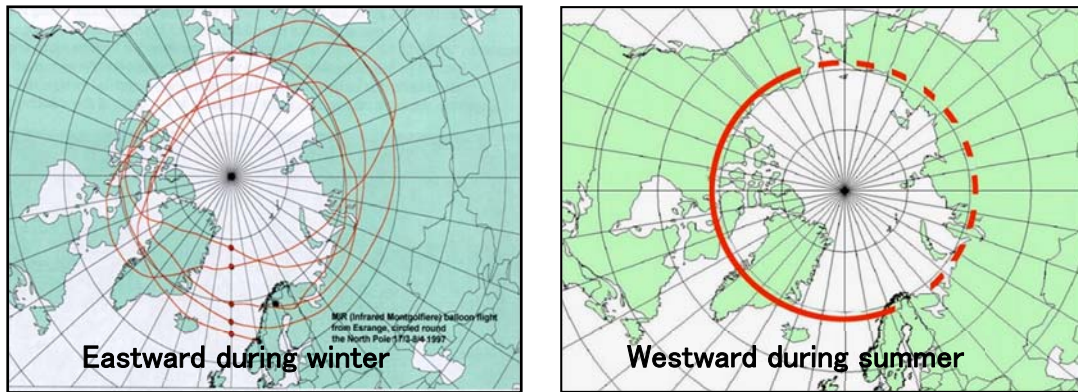 MIR (Infrared Montgolfiere) balloon flight
from Esrange, circled round
the North Pole 17/2-8/4 1997
Eastward during winter
Westward during summer